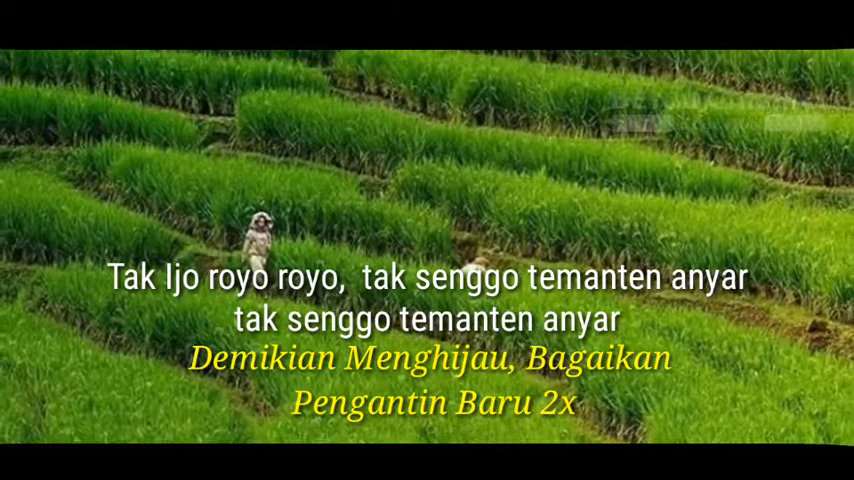 Tak Ijo royo royo, tak senggo temanten anyar
tak senggo temanten anyar
Demikian Menghijau, Bagaikan
Pengantin Baru 2x